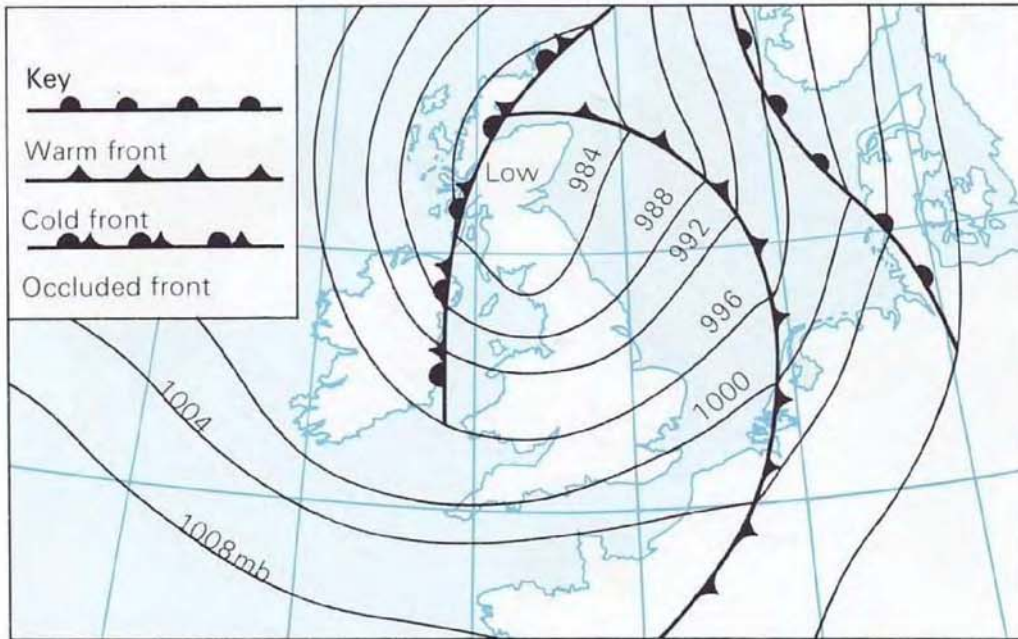 Key
Warm front
Cold front
Occluded front
Low
984
988
992
996
1000
1004
1008mb